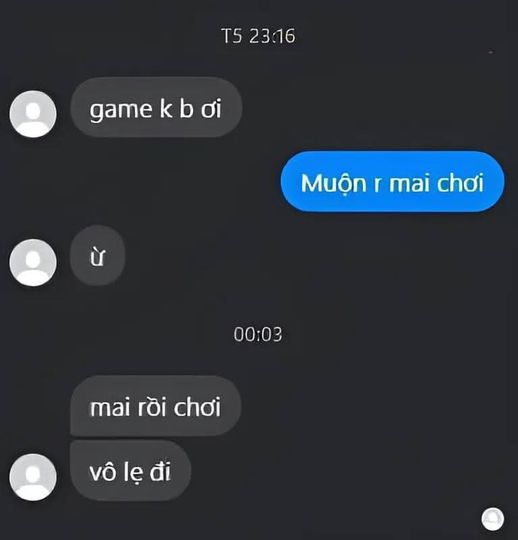 T5 23:16
game k b ơi
Muộn r mai chơi
ừ
00:03
mai rồi chơi
vô lẹ đi